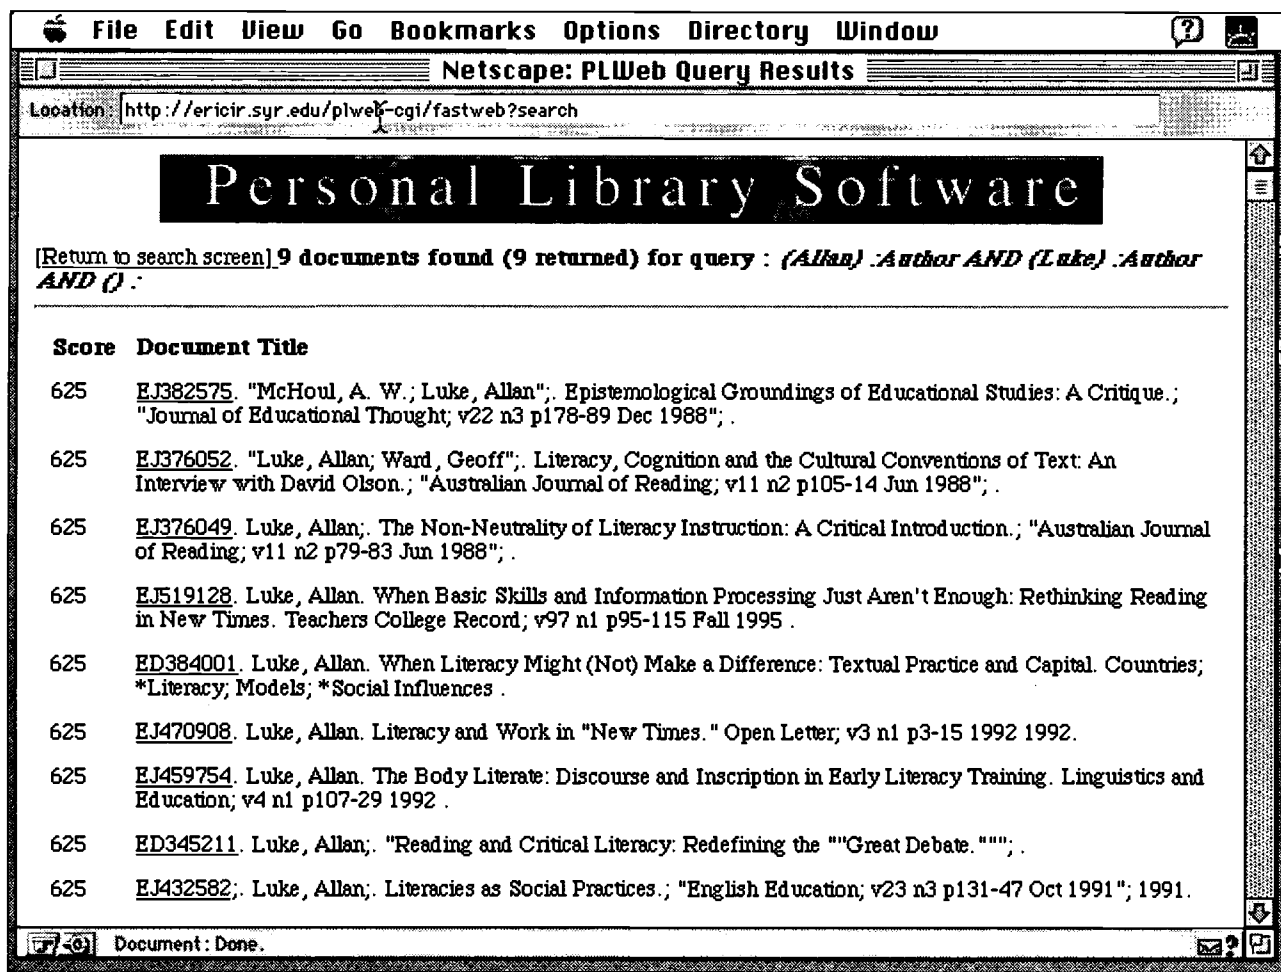 File Edit View Go Bookmarks Options Directory Window
Netscape: PLWeb Query Results
Location: http://ericir.syr.edu/plweb-cgi/fastweb?search
Personal Library Software
[Return to search screen] 9 documents found (9 returned) for query : (Allan) :Author AND (Luke) :Author
AND () :
Score Document Title
625 EJ382575. "McHoul, A. W.; Luke, Allan";. Epistemological Groundings of Educational Studies: A Critique.;
"Journal of Educational Thought; v22 n3 p178-89 Dec 1988"; .
625 EJ376052. "Luke, Allan; Ward, Geoff";. Literacy, Cognition and the Cultural Conventions of Text: An
Interview with David Olson.; "Australian Journal of Reading; v11 n2 p105-14 Jun 1988"; .
625 EJ376049. Luke, Allan;. The Non-Neutrality of Literacy Instruction: A Critical Introduction.; "Australian Journal
of Reading; v11 n2 p79-83 Jun 1988"; .
625 EJ519128. Luke, Allan. When Basic Skills and Information Processing Just Aren't Enough: Rethinking Reading
in New Times. Teachers College Record; v97 n1 p95-115 Fall 1995 .
625 ED384001. Luke, Allan. When Literacy Might (Not) Make a Difference: Textual Practice and Capital. Countries;
*Literacy; Models; *Social Influences .
625 EJ470908. Luke, Allan. Literacy and Work in "New Times." Open Letter; v3 n1 p3-15 1992 1992.
625 EJ459754. Luke, Allan. The Body Literate: Discourse and Inscription in Early Literacy Training. Linguistics and
Education; v4 n1 p107-29 1992 .
625 ED345211. Luke, Allan;. "Reading and Critical Literacy: Redefining the ""Great Debate."""; .
625 EJ432582;. Luke, Allan;. Literacies as Social Practices.; "English Education; v23 n3 p131-47 Oct 1991"; 1991.
Document: Done.